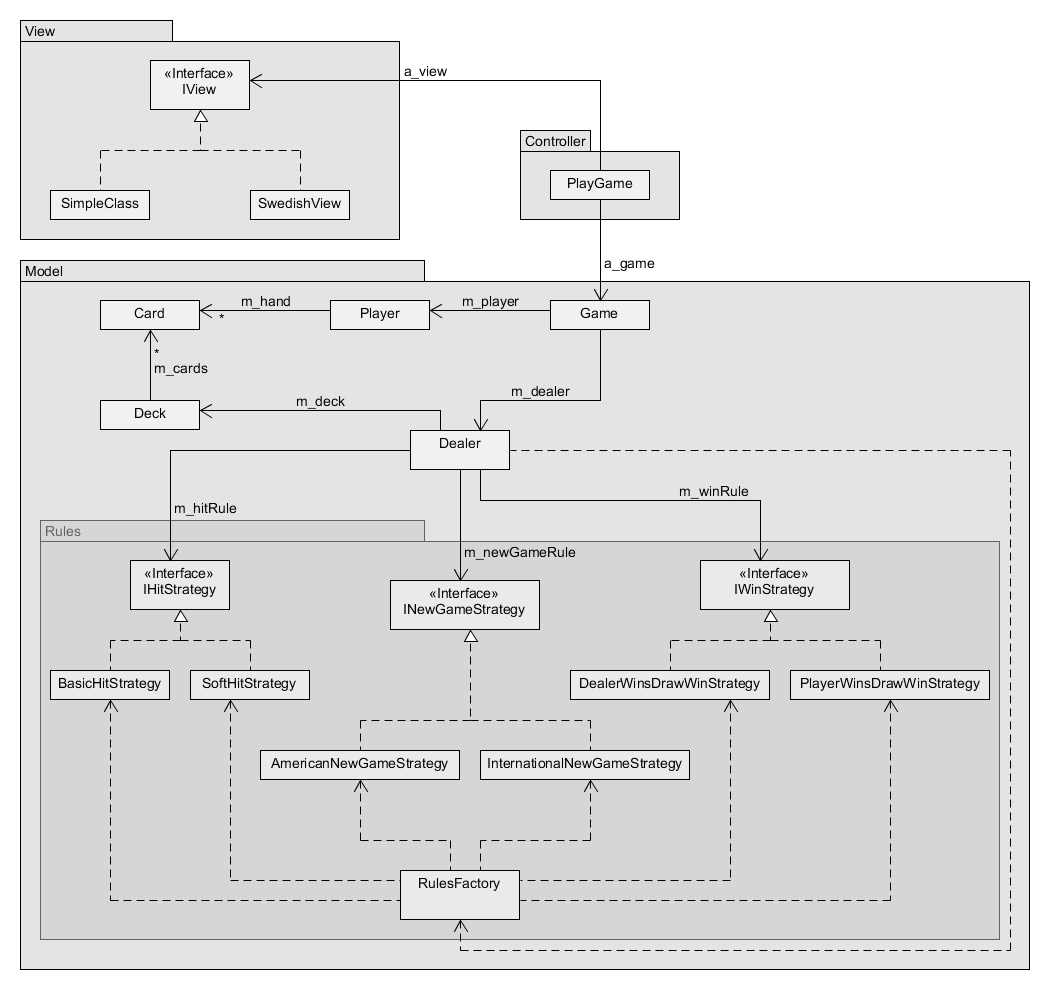 View
«Interface»
IView
a_view
Controller
SimpleClass
SwedishView
PlayGame
a_game
Model
Card
m_hand
*
Player
m_player
Game
*
m_cards
Deck
m_deck
m_dealer
Dealer
m_hitRule
m_winRule
Rules
m_newGameRule
«Interface»
IHitStrategy
«Interface»
INewGameStrategy
«Interface»
IWinStrategy
BasicHitStrategy
SoftHitStrategy
DealerWinsDrawWinStrategy
PlayerWinsDrawWinStrategy
AmericanNewGameStrategy
InternationalNewGameStrategy
RulesFactory